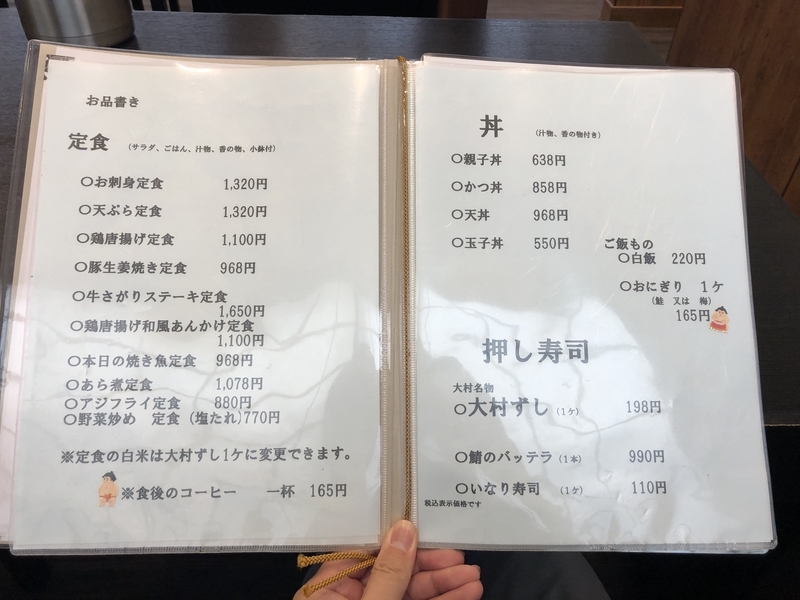 お品書き
定食 (サラダ、ごはん、汁物、香の物、小鉢付)
○お刺身定食 1,320円
○天ぷら定食 1,320円
○鶏唐揚げ定食 1,100円
○豚生姜焼き定食 968円
○牛さがりステーキ定食
1,650円
○鶏唐揚げ和風あんかけ定食
1,100円
○本日の焼き魚定食 968円
○あら煮定食 1,078円
○アジフライ定食 880円
○野菜炒め 定食 (塩たれ)770円
※定食の白米は大村ずし1ケに変更できます。
※食後のコーヒー 一杯 165円
丼 (汁物、香の物付き)
○親子丼 638円
○かつ丼 858円
○天丼 968円
○玉子丼 550円
ご飯もの
○白飯 220円
○おにぎり 1ケ
(鮭 又は 梅)
165円
押し寿司
大村名物
○大村ずし (1ケ) 198円
○鯖のバッテラ (1本) 990円
○いなり寿司 (1ケ) 110円
税込表示価格です